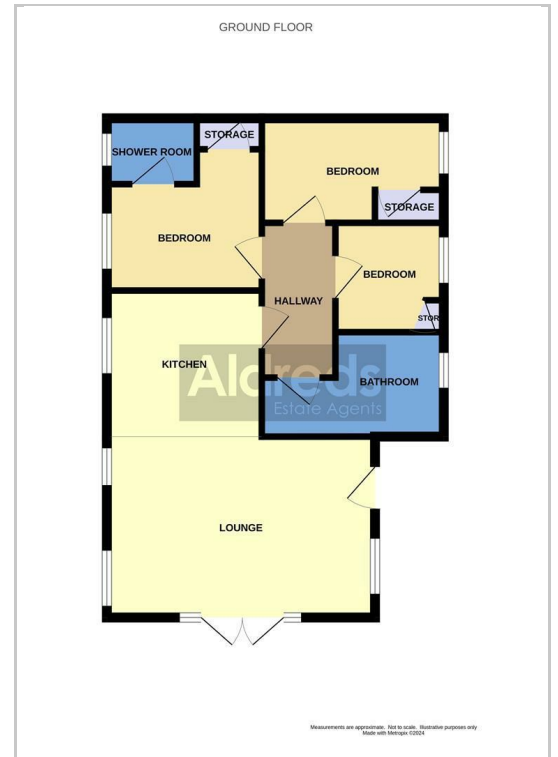 GROUND FLOOR
STORAGE
SHOWER ROOM
BEDROOM
STORAGE
BEDROOM
BEDROOM
HALLWAY
STOR
KITCHEN
Aldreds
Estate Agents
BATHROOM
LOUNGE
Measurements are approximate. Not to scale. Illustrative purposes only
Made with Metropix ©2024